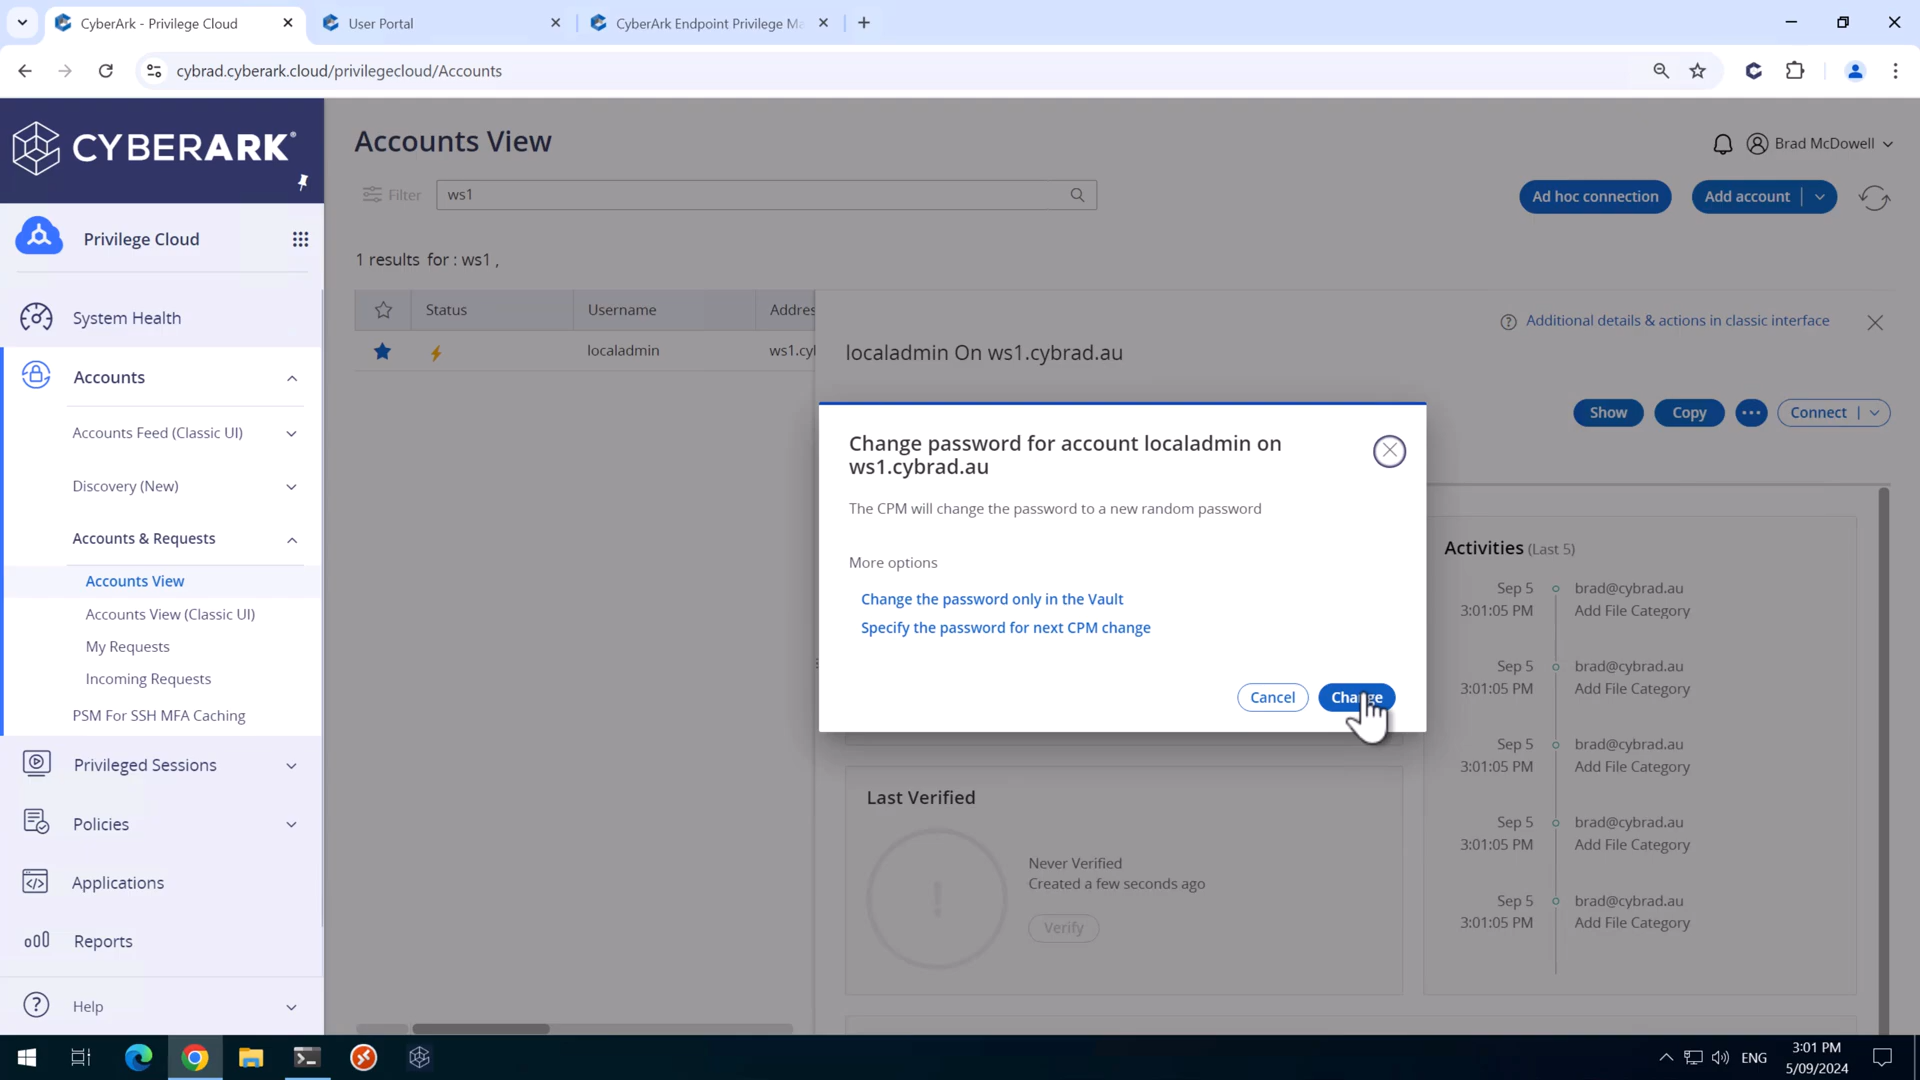 CyberArk - Privilege Cloud
User Portal
CyberArk Endpoint Privilege Ma
cybrad.cyberark.cloud/privilegecloud/Accounts
CYBERARK®
Accounts View
Brad McDowell
Filter
ws1
Ad hoc connection
Add account
Privilege Cloud
1 results for : ws1 ,
System Health
Status
Username
Addres
Additional details & actions in classic interface
localadmin
ws1.cyl
localadmin On ws1.cybrad.au
Accounts
Show
Copy
Connect
Accounts Feed (Classic UI)
Change password for account localadmin on
ws1.cybrad.au
Discovery (New)
The CPM will change the password to a new random password
Accounts & Requests
Activities (Last 5)
More options
Accounts View
Sep 5
brad@cybrad.au
Change the password only in the Vault
3:01:05 PM
Add File Category
Accounts View (Classic UI)
Specify the password for next CPM change
My Requests
Sep 5
brad@cybrad.au
Incoming Requests
3:01:05 PM
Add File Category
Cancel
Change
PSM For SSH MFA Caching
Sep 5
brad@cybrad.au
Privileged Sessions
3:01:05 PM
Add File Category
Last Verified
Policies
Sep 5
brad@cybrad.au
3:01:05 PM
Add File Category
Never Verified
Created a few seconds ago
Applications
Sep 5
brad@cybrad.au
Verify
3:01:05 PM
Add File Category
Reports
Help
ENG
3:01 PM
5/09/2024